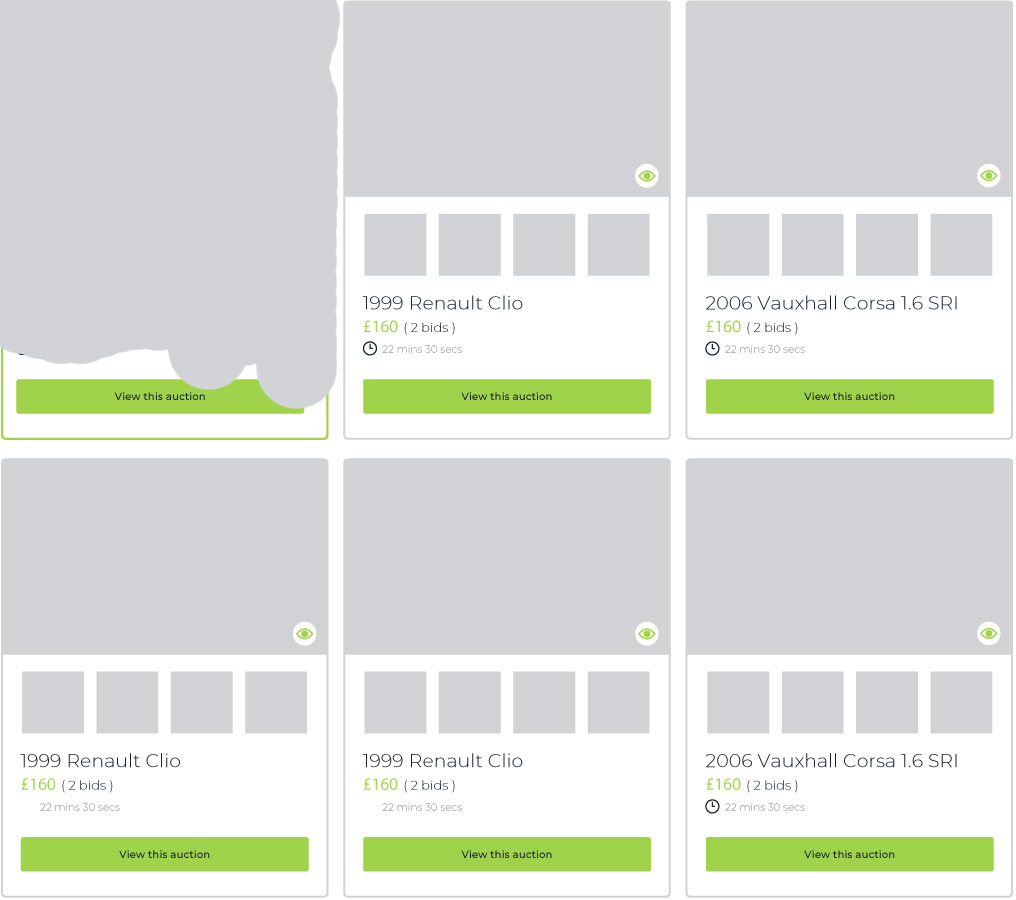 1999 Renault Clio
£160 ( 2 bids )
22 mins 30 secs
View this auction
2006 Vauxhall Corsa 1.6 SRI
£160 ( 2 bids )
22 mins 30 secs
View this auction
View this auction
1999 Renault Clio
£160 ( 2 bids )
22 mins 30 secs
View this auction
1999 Renault Clio
£160 ( 2 bids )
22 mins 30 secs
View this auction
2006 Vauxhall Corsa 1.6 SRI
£160 ( 2 bids )
22 mins 30 secs
View this auction